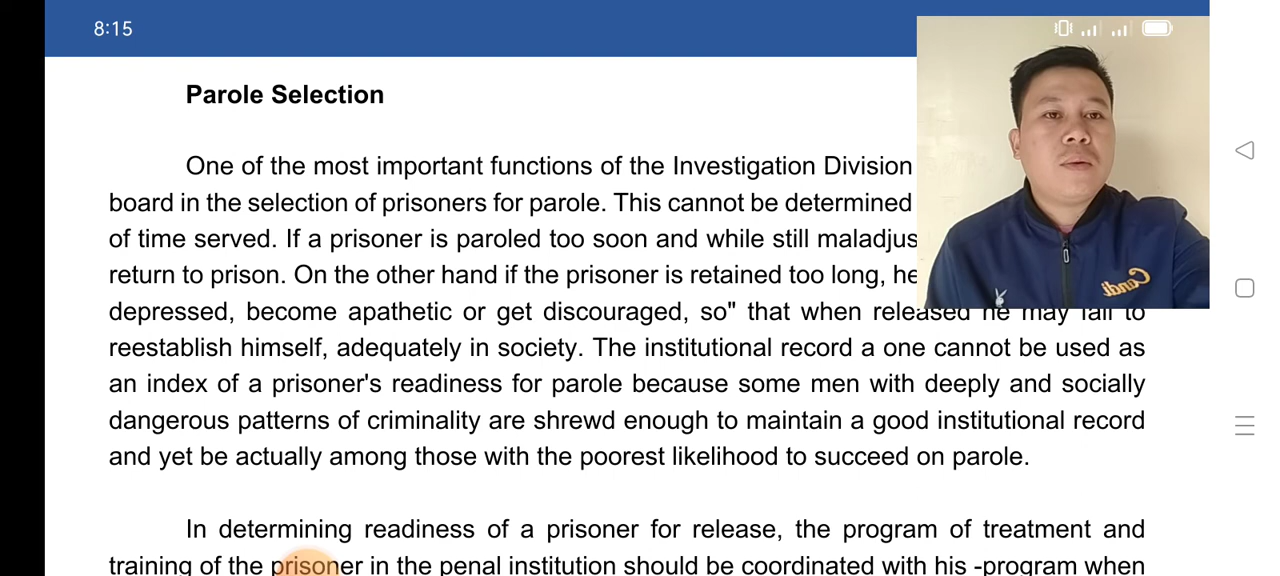 8:15
Parole Selection
One of the most important functions of the Investigation Division
board in the selection of prisoners for parole. This cannot be determined
of time served. If a prisoner is paroled too soon and while still maladjus
return to prison. On the other hand if the prisoner is retained too long, he
depressed, become apathetic or get discouraged, so" that when released he may fail to
reestablish himself, adequately in society. The institutional record a one cannot be used as
an index of a prisoner's readiness for parole because some men with deeply and socially
dangerous patterns of criminality are shrewd enough to maintain a good institutional record
and yet be actually among those with the poorest likelihood to succeed on parole.
In determining readiness of a prisoner for release, the program of treatment and
training of the prisoner in the penal institution should be coordinated with his -program when